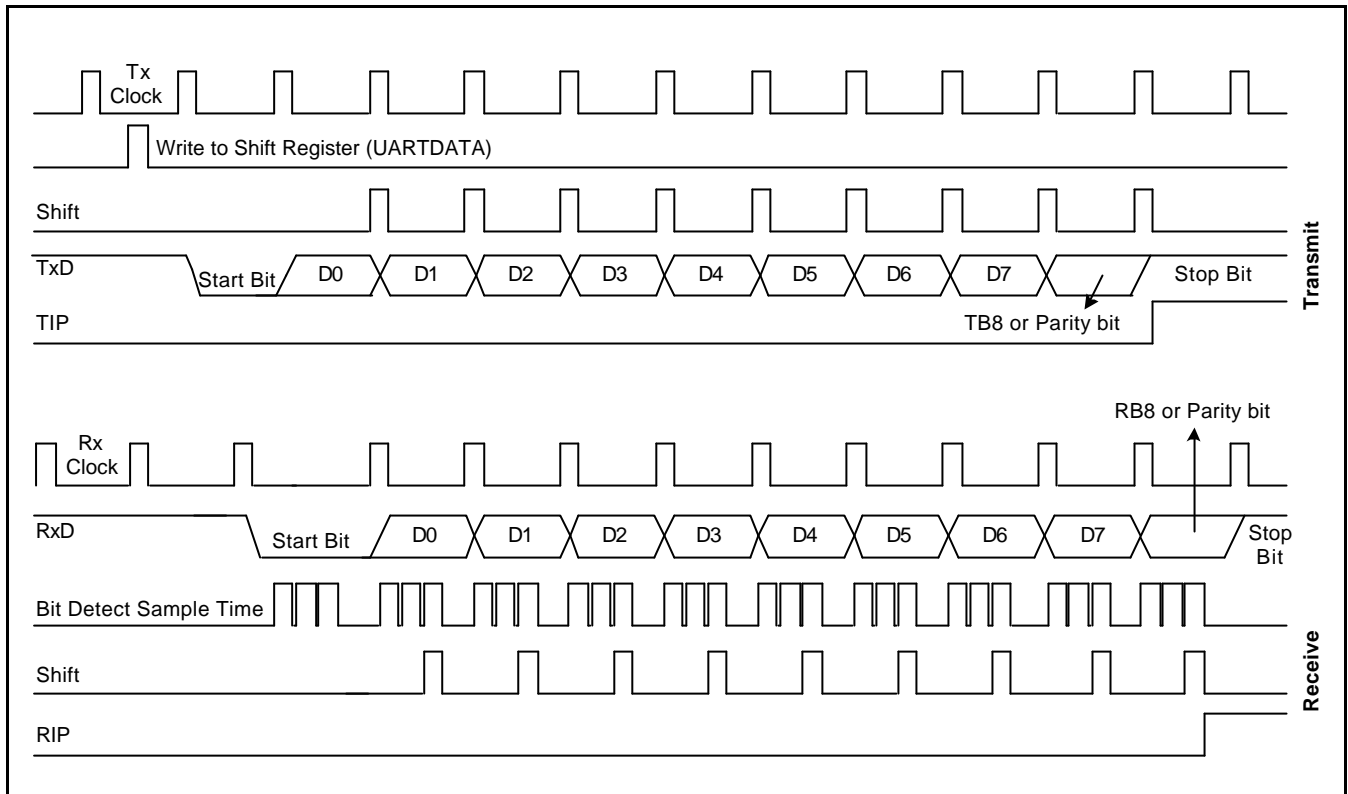 Tx
Clock
Write to Shift Register (UARTDATA)
Shift
TxD
Start Bit
D0
D1
D2
D3
D4
D5
D6
D7
Stop Bit
TIP
TB8 or Parity bit
Transmit
RB8 or Parity bit
Rx
Clock
RxD
Start Bit
D0
D1
D2
D3
D4
D5
D6
D7
Stop
Bit
Bit Detect Sample Time
Shift
RIP
Receive